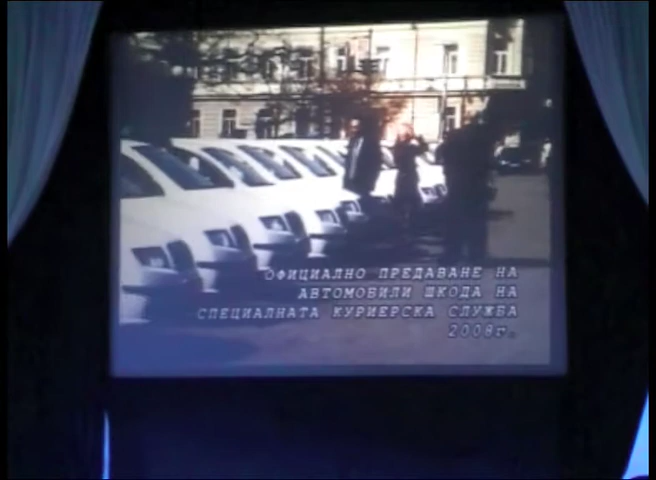 ОФИЦИАЛНО ПРЕДАВАНЕ НА
АВТОМОБИЛИ ШКОДА НА
СПЕЦИАЛНАТА КУРИЕРСКА СЛУЖБА
2008г.